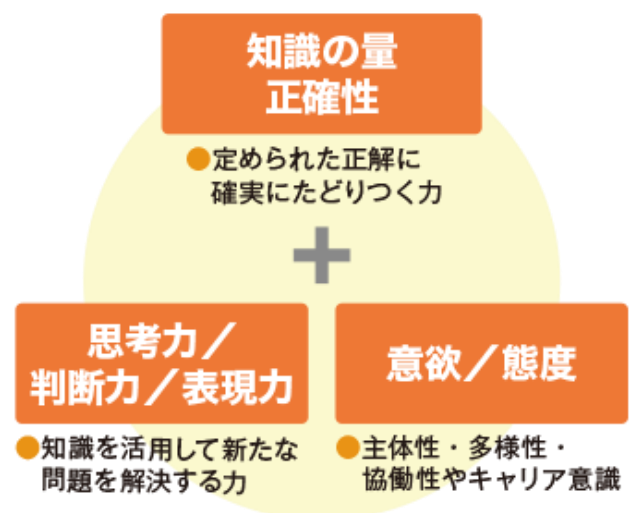 知識の量
正確性
●定められた正解に
確実にたどりつく力
+
思考力／
判断力／表現力
●知識を活用して新たな
問題を解決する力
意欲／態度
●主体性・多様性・
協働性やキャリア意識